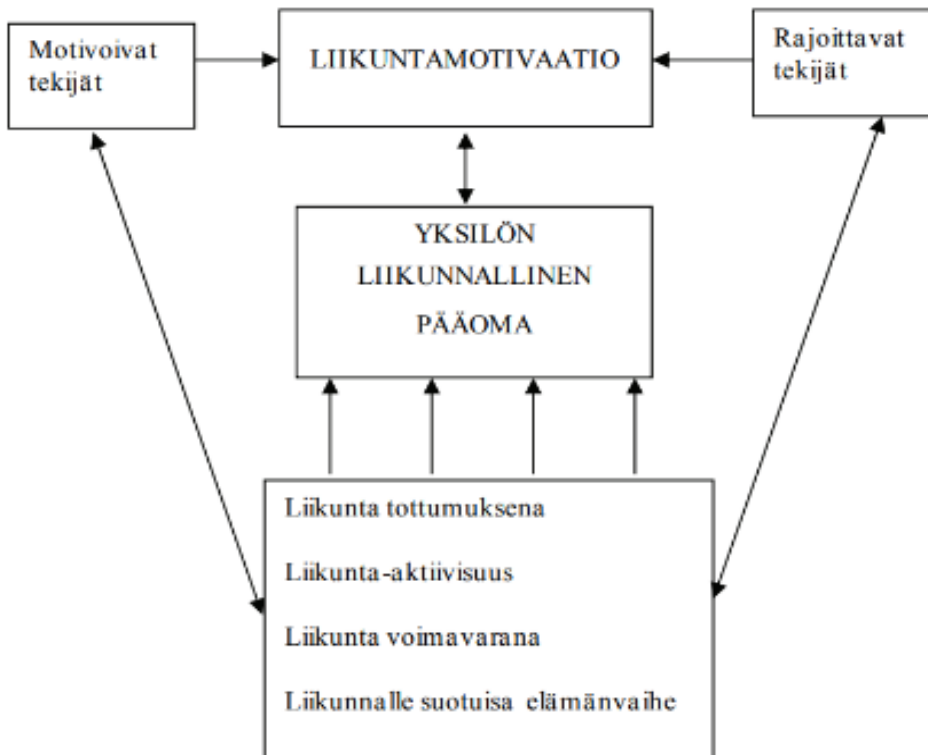 Motivoivat
tekijät
LIIKUNTAMOTIVAATIO
Rajoittavat
tekijät
YKSILÖN
LIIKUNNALLINEN
PÄÄOMA
Liikunta tottumuksena
Liikunta-aktiivisuus
Liikunta voimavarana
Liikunnalle suotuisa elämänvaihe